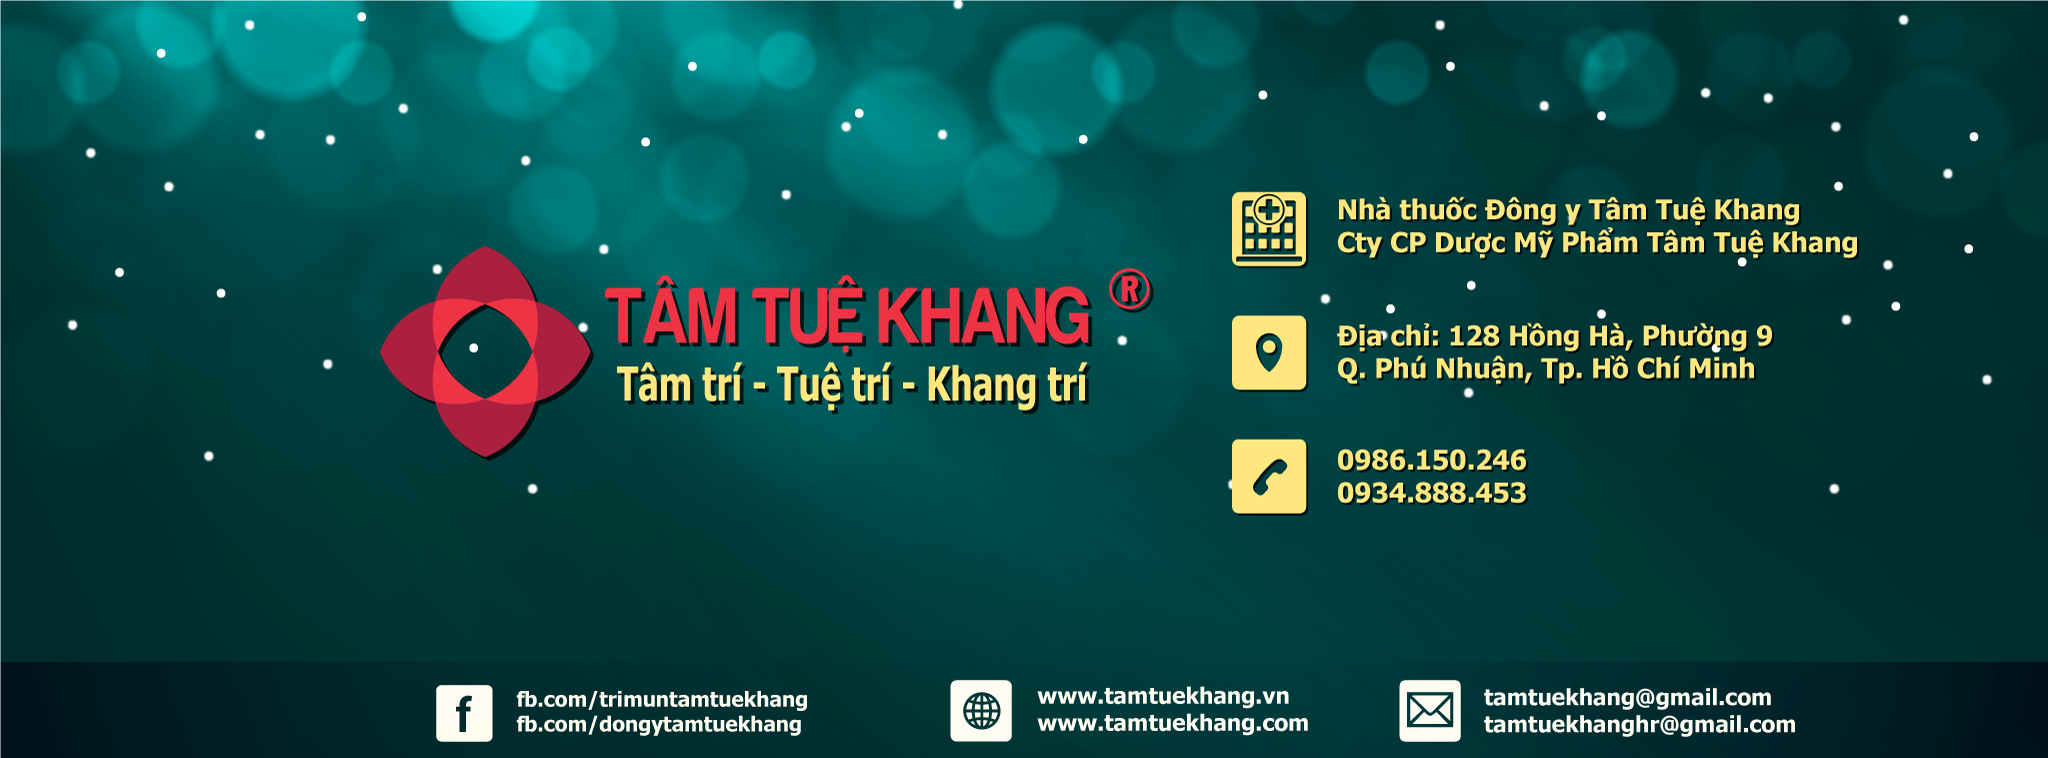 TÂM TUỆ KHANG ®
Tâm trí - Tuệ trí - Khang trí
Nhà thuốc Đông y Tâm Tuệ Khang
Cty CP Dược Mỹ Phẩm Tâm Tuệ Khang
Địa chỉ: 128 Hồng Hà, Phường 9
Q. Phú Nhuận, Tp. Hồ Chí Minh
0986.150.246
0934.888.453
fb.com/trimuntamtuekhang
fb.com/dongytamtuekhang
www.tamtuekhang.vn
www.tamtuekhang.com
tamtuekhang@gmail.com
tamtuekhanghr@gmail.com